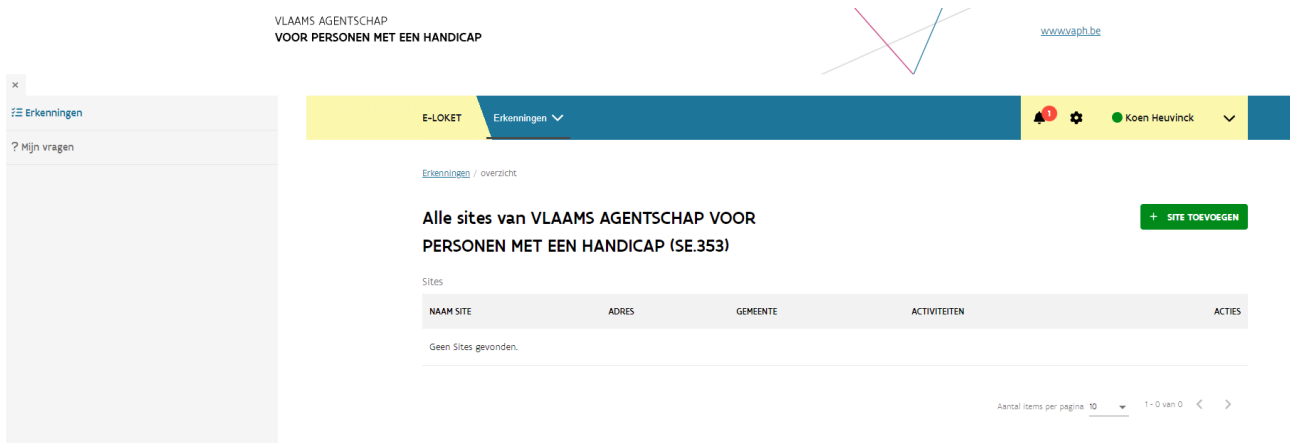 VLAAMS AGENTSCHAP
VOOR PERSONEN MET EEN HANDICAP
www.vaph.be
×
Erkenningen
? Mijn vragen
E-LOKET
Erkenningen
1
Koen Heuvinck
Erkenningen / overzicht
Alle sites van VLAAMS AGENTSCHAP VOOR
PERSONEN MET EEN HANDICAP (SE.353)
+ SITE TOEVOEGEN
Sites
NAAM SITE ADRES GEMEENTE ACTIVITEITEN ACTIES
Geen Sites gevonden.
Aantal items per pagina 10 1 - 0 van 0